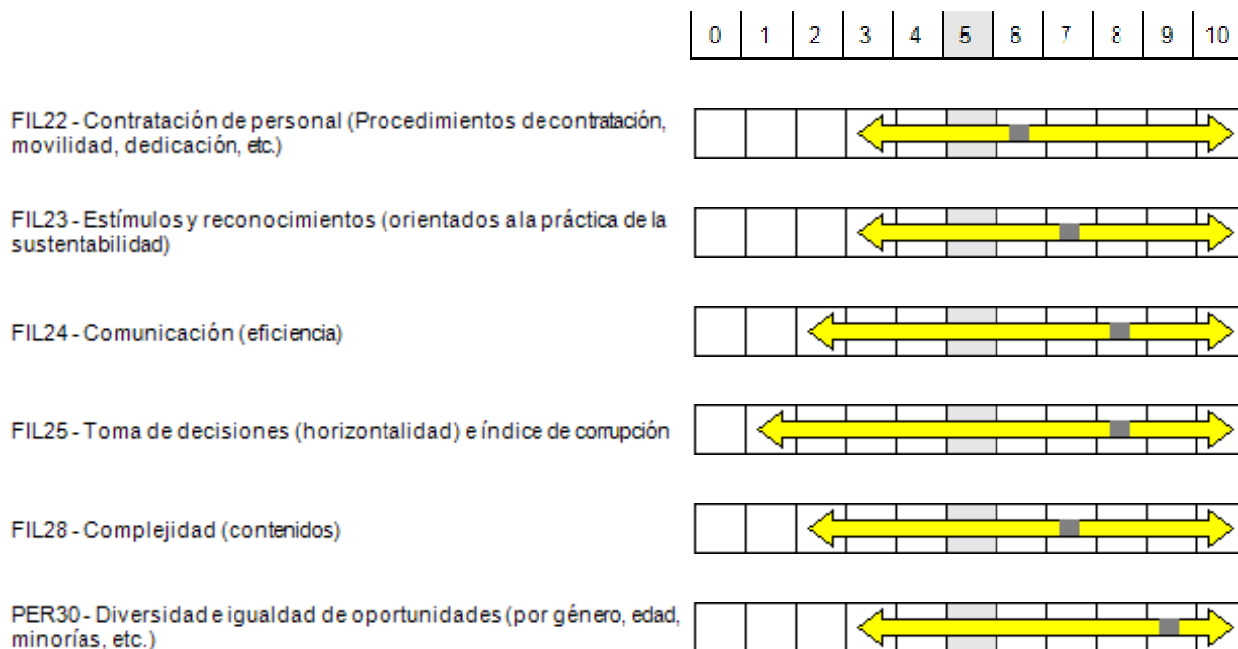 0 1 2 3 4 5 6 7 8 9 10
FIL22 - Contratación de personal (Procedimientos de contratación,
movilidad, dedicación, etc.)
FIL23 - Estímulos y reconocimientos (orientados a la práctica de la
sustentabilidad)
FIL24 - Comunicación (eficiencia)
FIL25 - Toma de decisiones (horizontalidad) e índice de corrupción
FIL28 - Complejidad (contenidos)
PER30 - Diversidad e igualdad de oportunidades (por género, edad,
minorías, etc.)